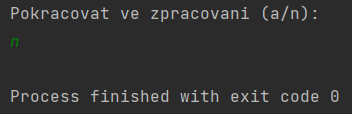 Pokracovat ve zpracovani (a/n):
n
Process finished with exit code 0